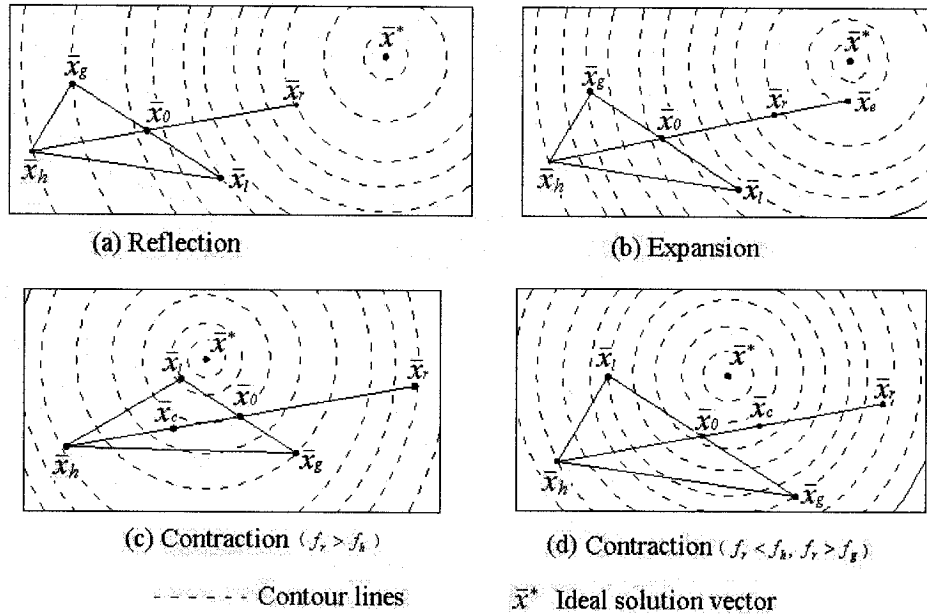 x̄*
x̄g
x̄r
x̄0
x̄h
x̄l
(a) Reflection
x̄*
x̄g
x̄r
x̄e
x̄0
x̄h
x̄l
(b) Expansion
x̄*
x̄l
x̄r
x̄0
x̄c
x̄h
x̄g
(c) Contraction (fr > fh)
x̄*
x̄l
x̄r
x̄c
x̄0
x̄h
x̄g
(d) Contraction (fr < fh, fr > fg)
Contour lines
x̄* Ideal solution vector